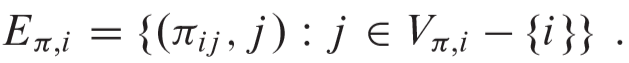 E_{π,i} = {(π_{ij}, j) : j ∈ V_{π,i} − {i}} .